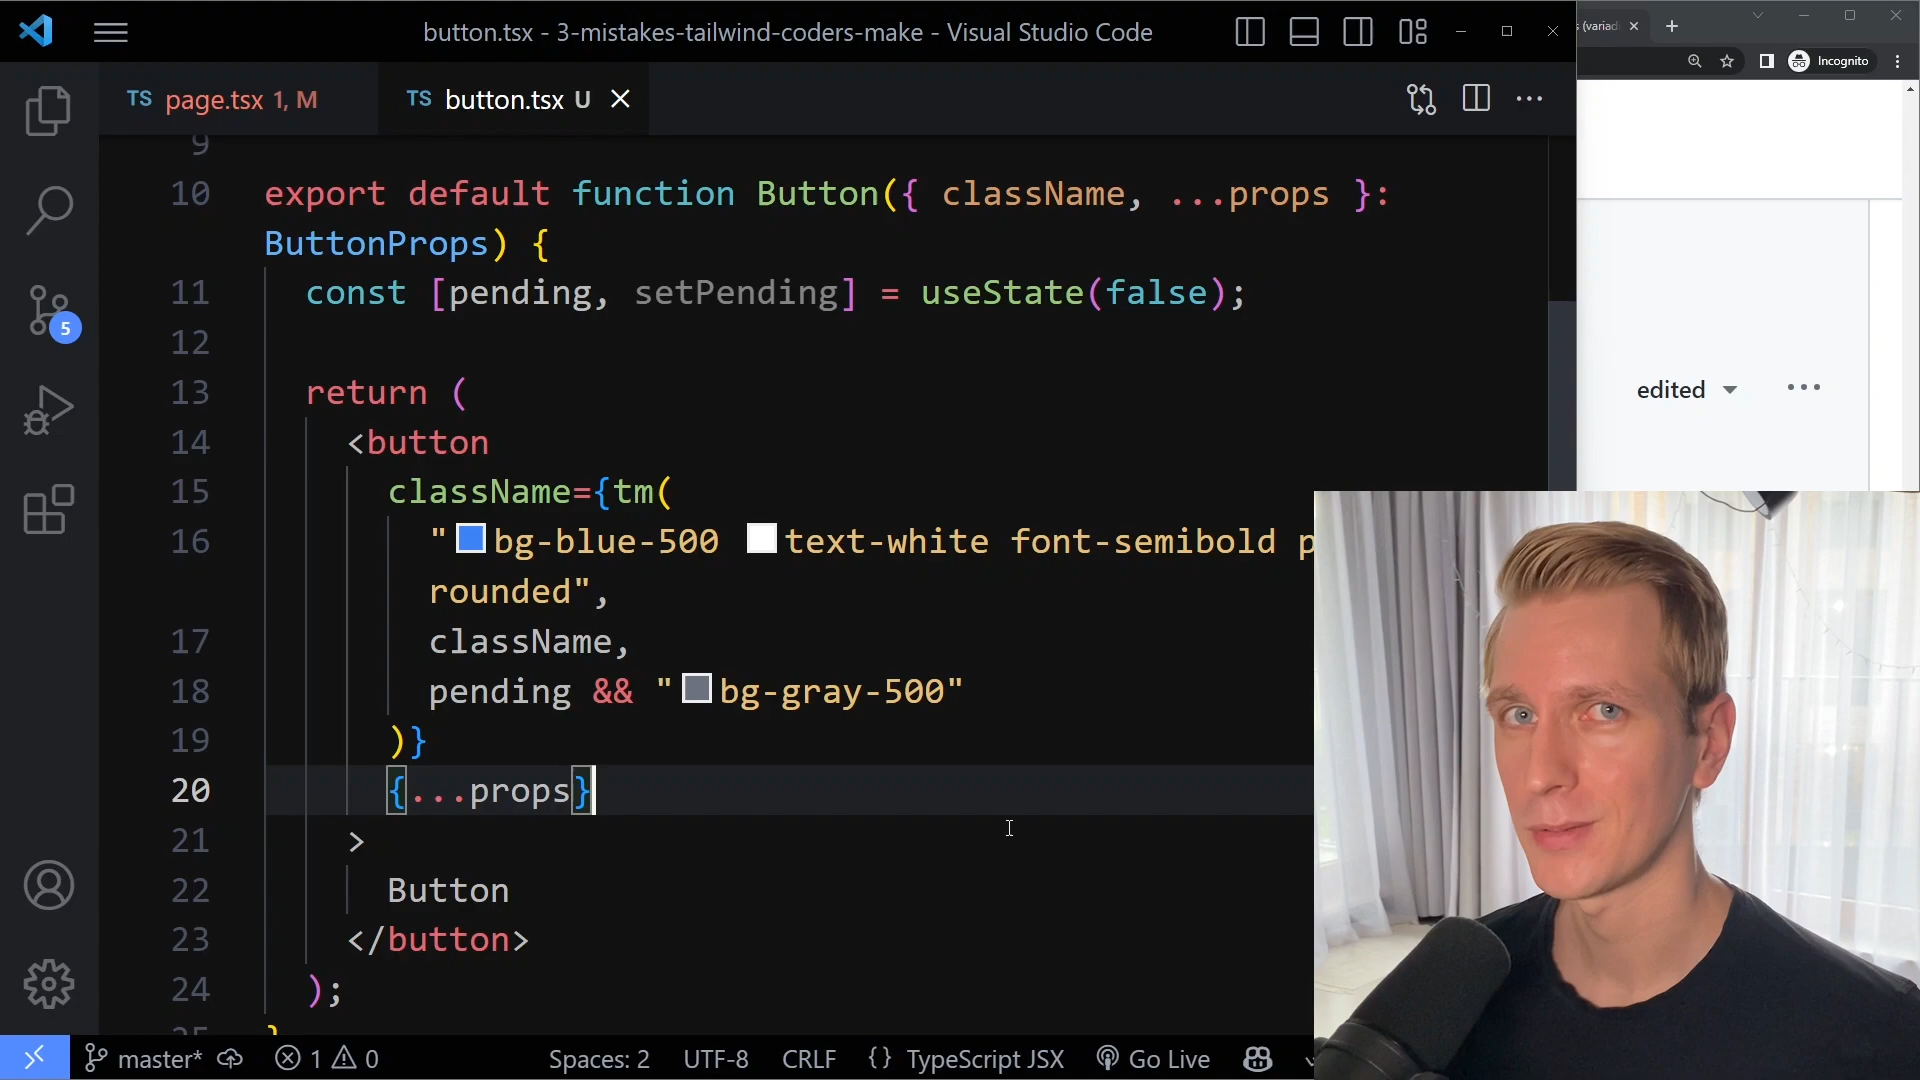 button.tsx - 3-mistakes-tailwind-coders-make - Visual Studio Code
Incognito
TS page.tsx 1, M
TS button.tsx U
9
10 export default function Button({ className, ...props }:
ButtonProps) {
11 const [pending, setPending] = useState(false);
12
13 return (
14 <button
15 className={tm(
16 "bg-blue-500 text-white font-semibold p
rounded",
17 className,
18 pending && "bg-gray-500"
19 )}
20 {...props}
21 >
22 Button
23 </button>
24 );
25 }
edited
5
master* 1 0 Spaces: 2 UTF-8 CRLF {} TypeScript JSX Go Live